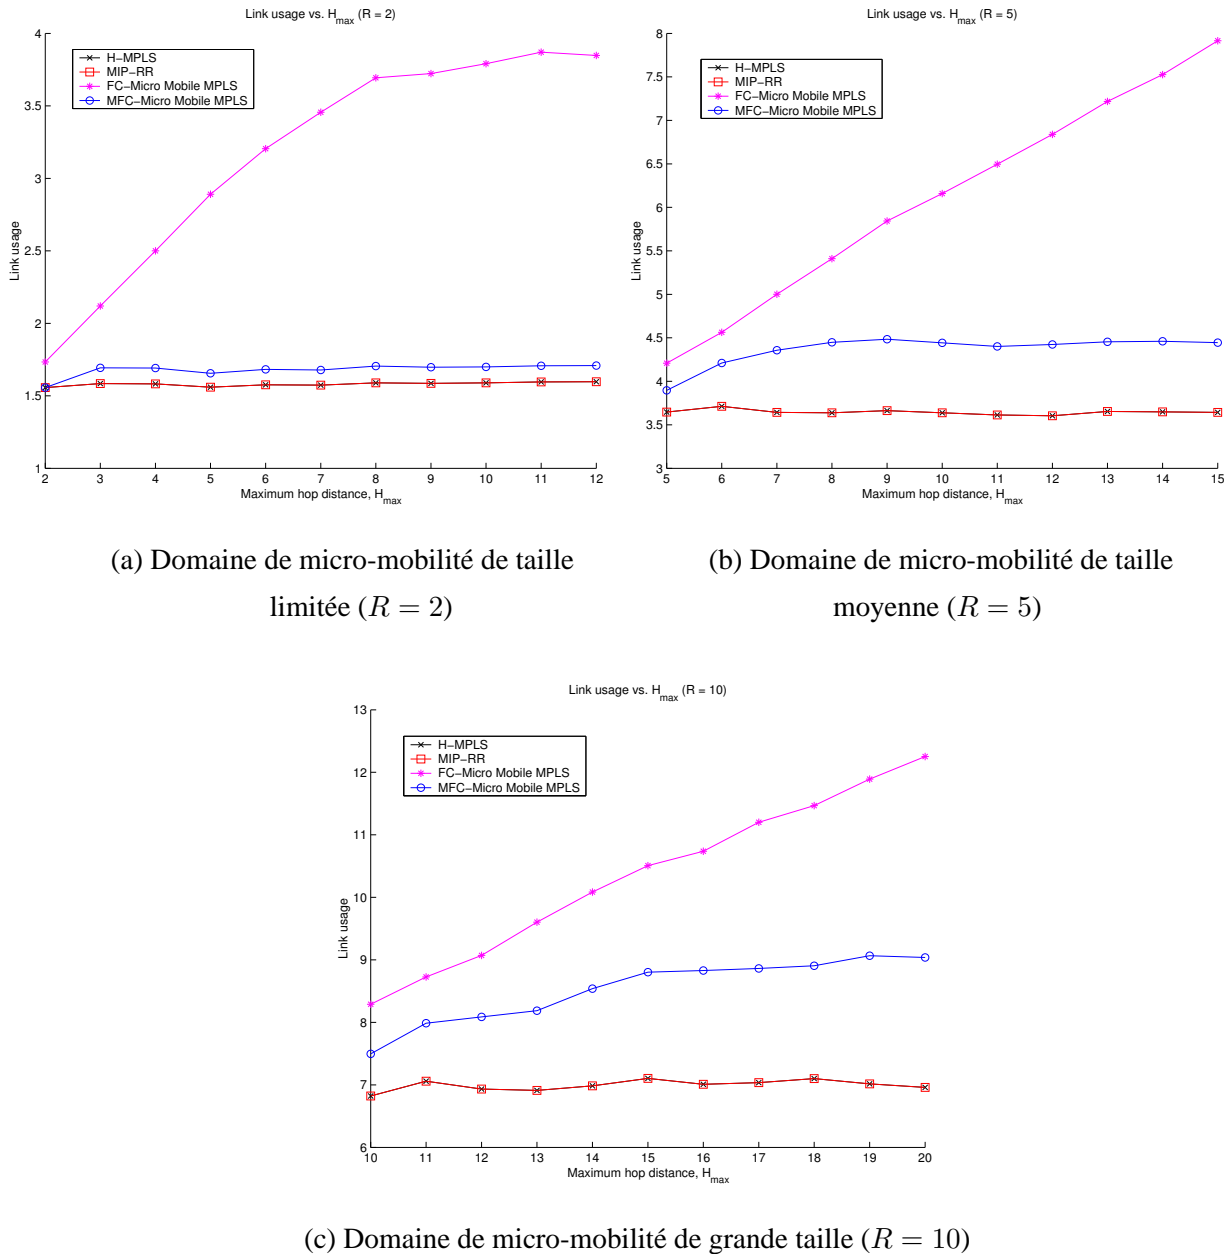 Link usage vs. Hmax (R = 2)
4
3.5
3
2.5
2
1.5
1
Link usage
H−MPLS
MIP−RR
FC−Micro Mobile MPLS
MFC−Micro Mobile MPLS
2 3 4 5 6 7 8 9 10 11 12
Maximum hop distance, Hmax
(a) Domaine de micro-mobilité de taille
limitée (R = 2)
Link usage vs. Hmax (R = 5)
8
7.5
7
6.5
6
5.5
5
4.5
4
3.5
3
Link usage
H−MPLS
MIP−RR
FC−Micro Mobile MPLS
MFC−Micro Mobile MPLS
5 6 7 8 9 10 11 12 13 14 15
Maximum hop distance, Hmax
(b) Domaine de micro-mobilité de taille
moyenne (R = 5)
Link usage vs. Hmax (R = 10)
13
12
11
10
9
8
7
6
Link usage
H−MPLS
MIP−RR
FC−Micro Mobile MPLS
MFC−Micro Mobile MPLS
10 11 12 13 14 15 16 17 18 19 20
Maximum hop distance, Hmax
(c) Domaine de micro-mobilité de grande taille (R = 10)